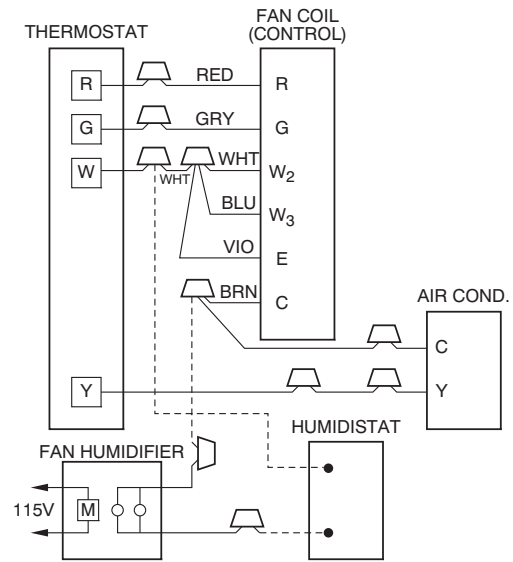 FAN COIL
(CONTROL)
THERMOSTAT
R RED R
G GRY G
W WHT WHT W2
BLU W3
VIO E
BRN C
AIR COND.
C
Y Y
HUMIDISTAT
FAN HUMIDIFIER
115V M